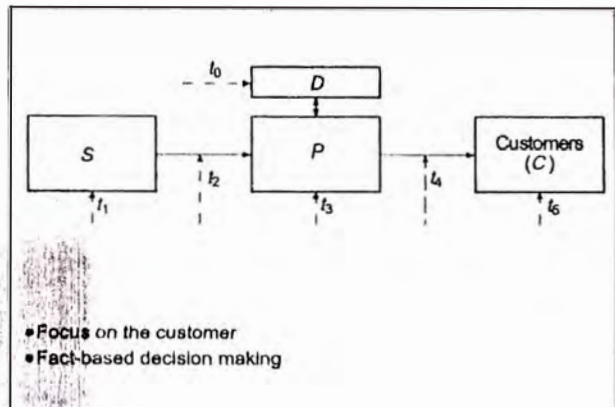 t0
D
S
P
Customers
(C)
t1
t2
t3
t4
t5
• Focus on the customer
• Fact-based decision making